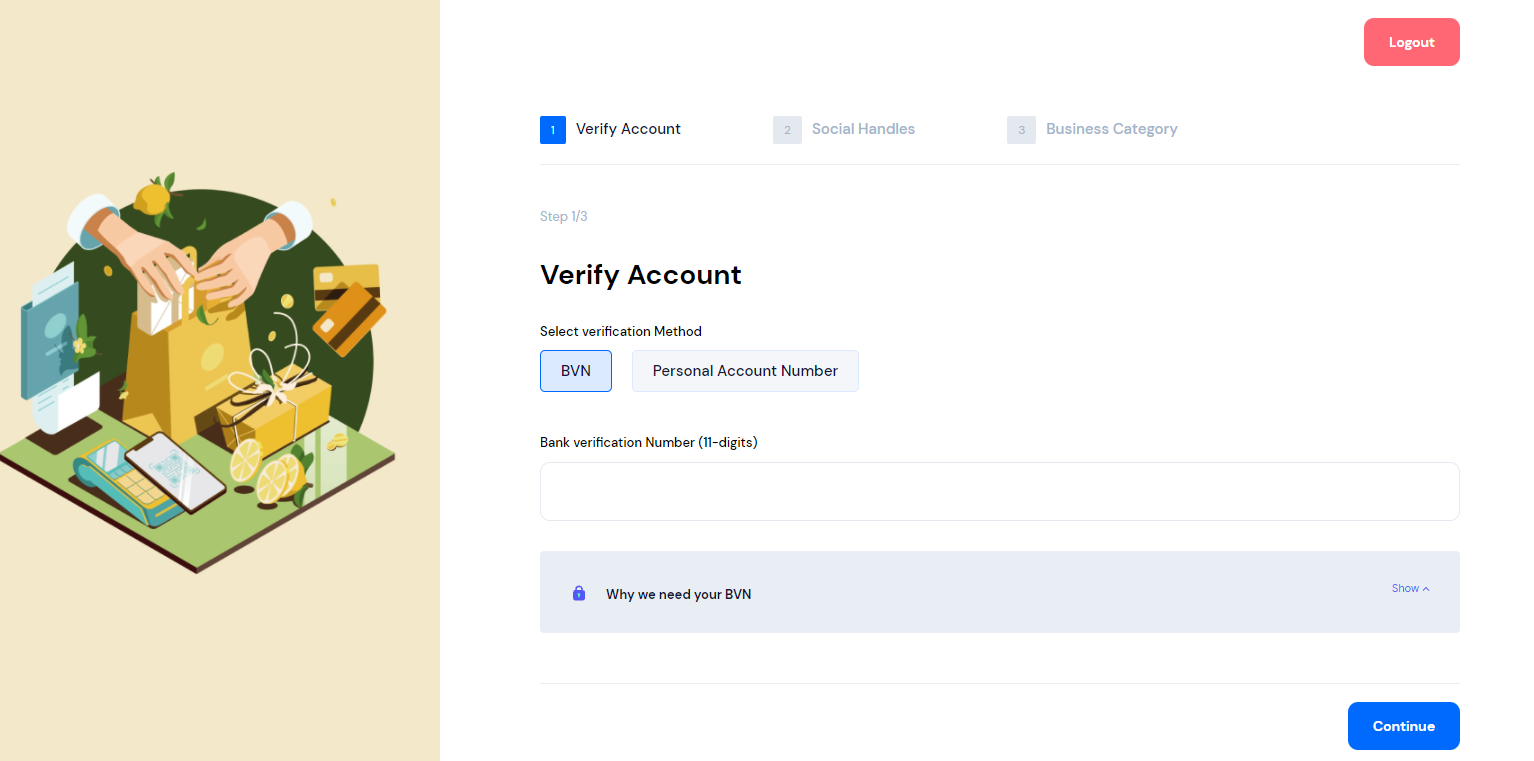 Logout
1 Verify Account 2 Social Handles 3 Business Category
Step 1/3
Verify Account
Select verification Method
BVN Personal Account Number
Bank verification Number (11-digits)
Why we need your BVN Show
Continue